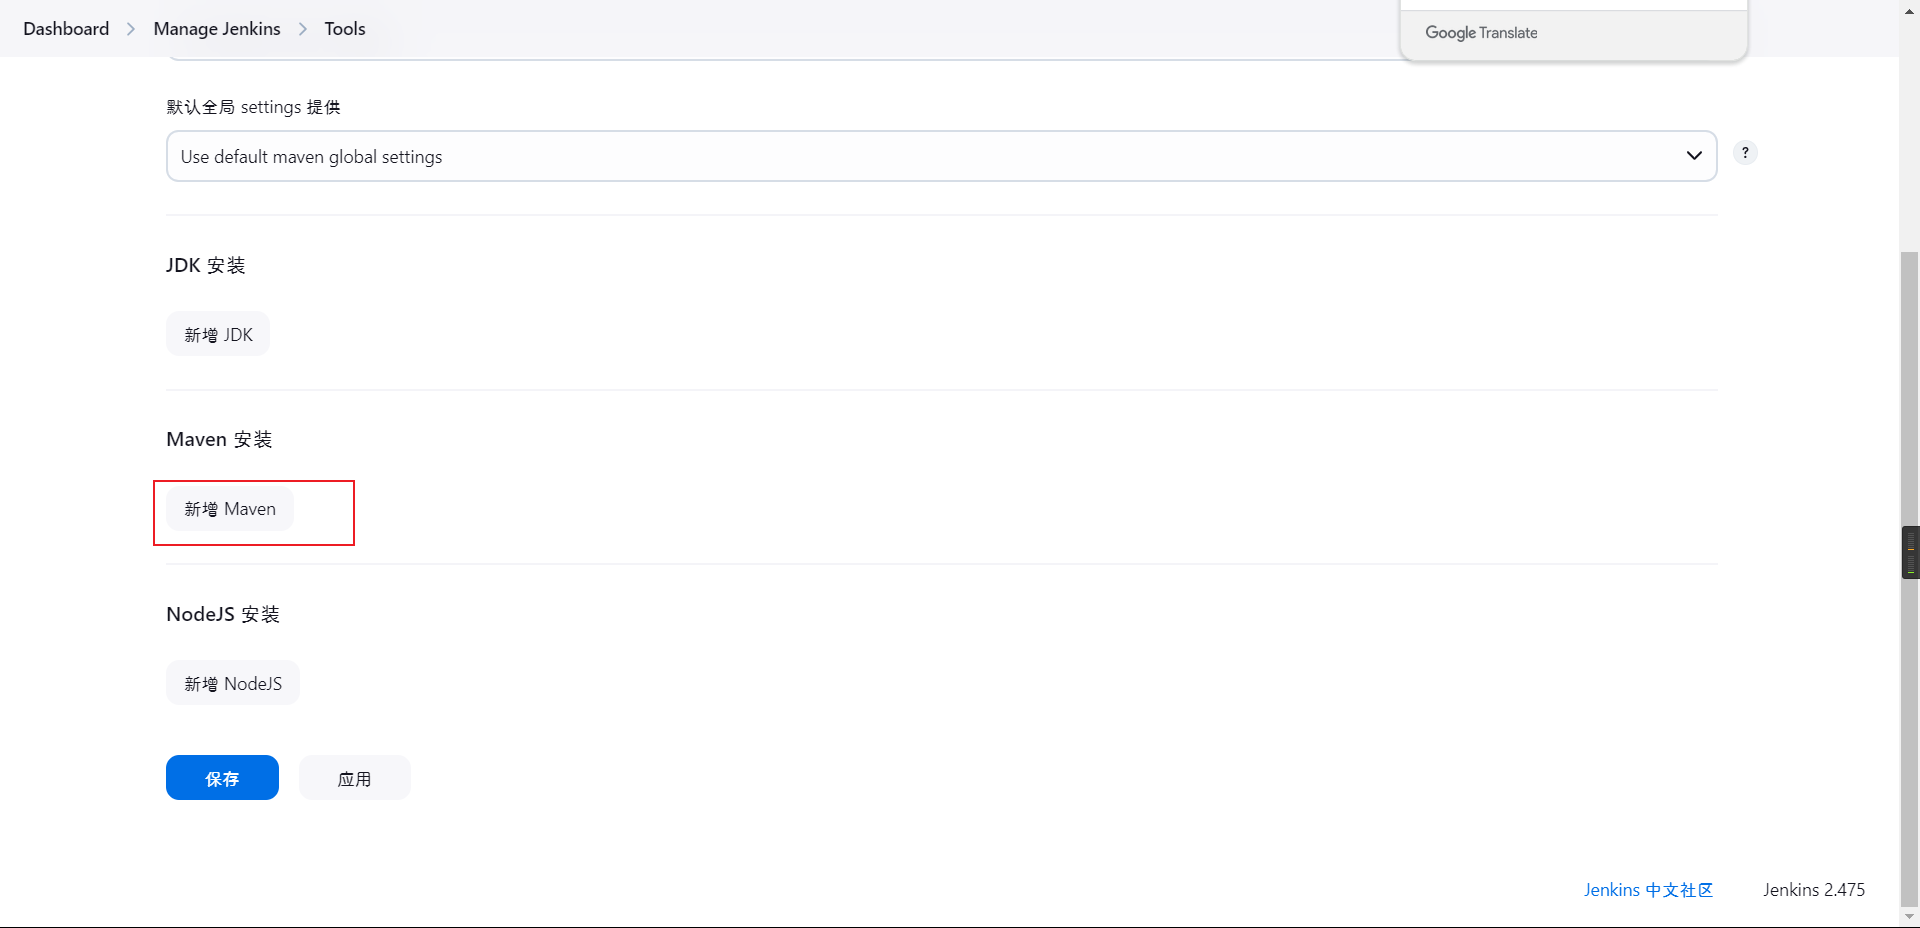 Dashboard > Manage Jenkins > Tools
Google Translate
默认全局 settings 提供
Use default maven global settings
?
JDK 安装
新增 JDK
Maven 安装
新增 Maven
NodeJS 安装
新增 NodeJS
保存 应用
Jenkins 中文社区 Jenkins 2.475